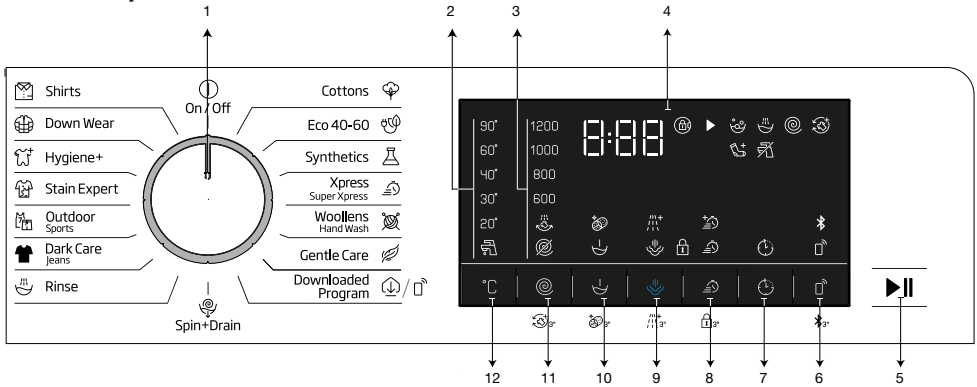 1 2 3 4
On / Off
Shirts
Down Wear
Hygiene+
Stain Expert
Outdoor
Sports
Dark Care
Jeans
Rinse
Spin+Drain
Cottons
Eco 40-60
Synthetics
Xpress
Super Xpress
Woollens
Hand Wash
Gentle Care
Downloaded
Program
/
90° 1200 8:88
60° 1000
40° 800
30° 600
20°
°C
3" 3" 3" 3" 3"
12 11 10 9 8 7 6 5